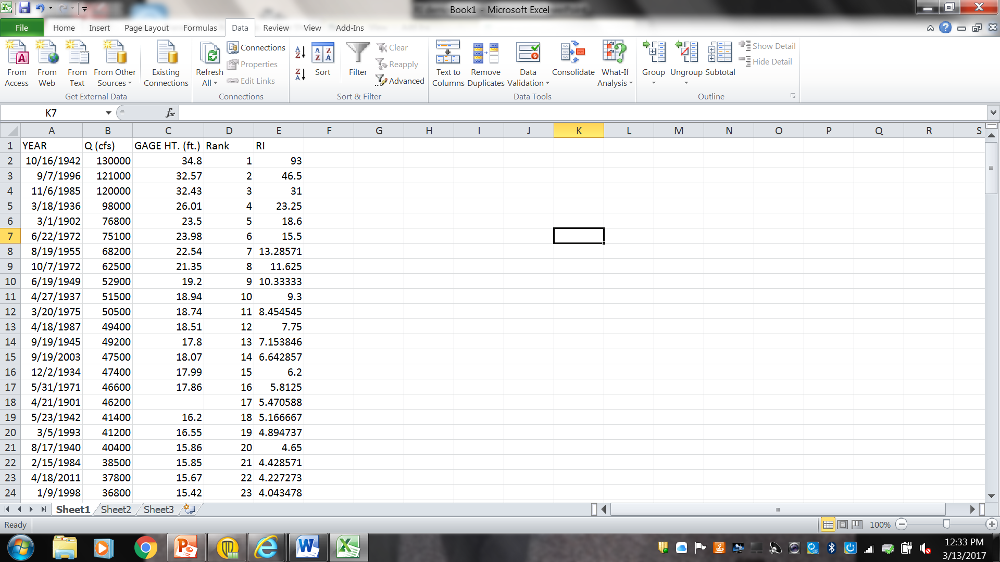 Book1 - Microsoft Excel
File Home Insert Page Layout Formulas Data Review View Add-Ins
From Access From Web From Text From Other Sources Existing Connections
Get External Data
Refresh All Connections Properties Edit Links
Connections
Sort Filter Clear Reapply Advanced
Sort & Filter
Text to Columns Remove Duplicates Data Validation Consolidate What-If Analysis
Data Tools
Group Ungroup Subtotal Show Detail Hide Detail
Outline
K7 fx
A B C D E F G H I J K L M N O P Q R S
1 YEAR Q (cfs) GAGE HT. (ft.) Rank RI
2 10/16/1942 130000 34.8 1 93
3 9/7/1996 121000 32.57 2 46.5
4 11/6/1985 120000 32.43 3 31
5 3/18/1936 98000 26.01 4 23.25
6 3/1/1902 76800 23.5 5 18.6
7 6/22/1972 75100 23.98 6 15.5
8 8/19/1955 68200 22.54 7 13.28571
9 10/7/1972 62500 21.35 8 11.625
10 6/19/1949 52900 19.2 9 10.33333
11 4/27/1937 51500 18.94 10 9.3
12 3/20/1975 50500 18.74 11 8.454545
13 4/18/1987 49400 18.51 12 7.75
14 9/19/1945 49200 17.8 13 7.153846
15 9/19/2003 47500 18.07 14 6.642857
16 12/2/1934 47400 17.99 15 6.2
17 5/31/1971 46600 17.86 16 5.8125
18 4/21/1901 46200 17 5.470588
19 5/23/1942 41400 16.2 18 5.166667
20 3/5/1993 41200 16.55 19 4.894737
21 8/17/1940 40400 15.86 20 4.65
22 2/15/1984 38500 15.85 21 4.428571
23 4/18/2011 37800 15.67 22 4.227273
24 1/9/1998 36800 15.42 23 4.043478
Sheet1 Sheet2 Sheet3
Ready 100%
12:33 PM
3/13/2017